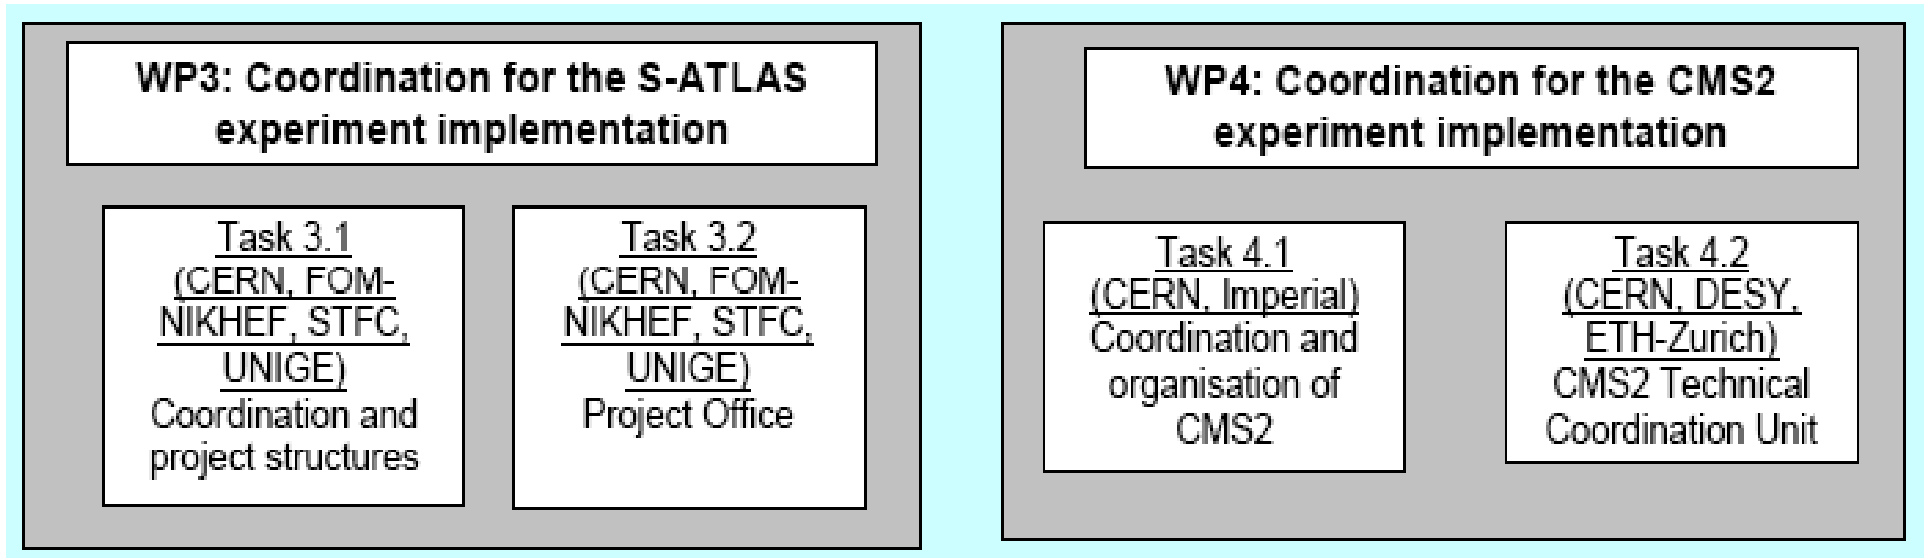 WP3: Coordination for the S-ATLAS
experiment implementation
Task 3.1
(CERN, FOM-
NIKHEF, STFC,
UNIGE)
Coordination and
project structures
Task 3.2
(CERN, FOM-
NIKHEF, STFC,
UNIGE)
Project Office
WP4: Coordination for the CMS2
experiment implementation
Task 4.1
(CERN, Imperial)
Coordination and
organisation of
CMS2
Task 4.2
(CERN, DESY,
ETH-Zurich)
CMS2 Technical
Coordination Unit